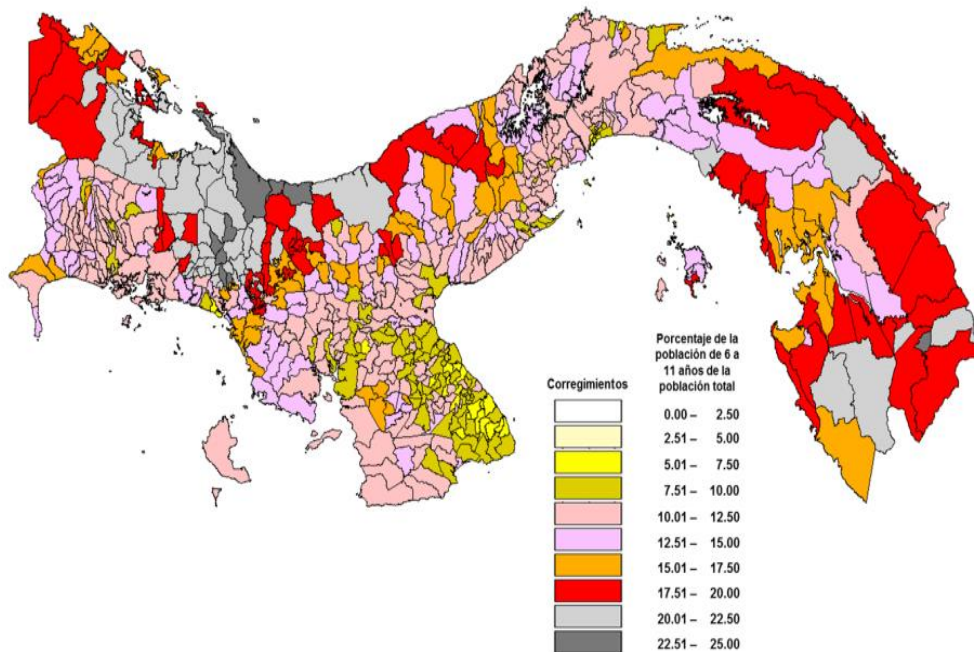 Porcentaje de la
población de 6 a
11 años de la
población total
Corregimientos
0.00 – 2.50
2.51 – 5.00
5.01 – 7.50
7.51 – 10.00
10.01 – 12.50
12.51 – 15.00
15.01 – 17.50
17.51 – 20.00
20.01 – 22.50
22.51 – 25.00